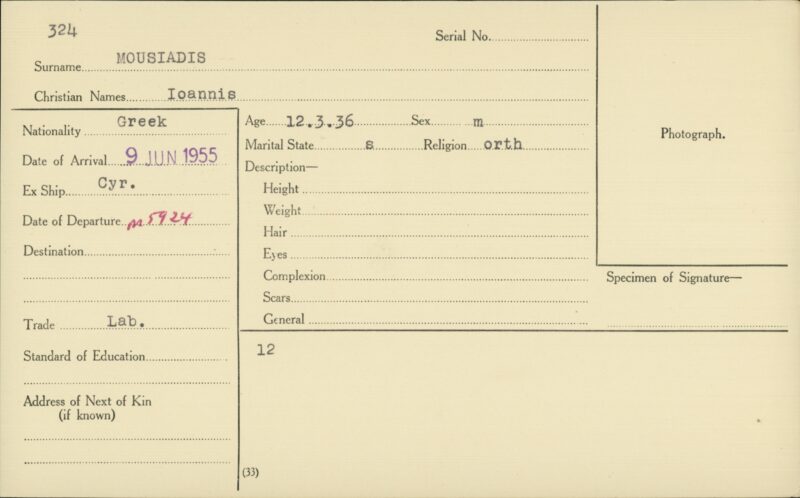 324
Serial No.
Surname MOUSIADIS
Christian Names Ioannis
Nationality Greek
Date of Arrival 9 JUN 1955
Ex Ship Cyr.
Date of Departure M5924
Destination
Trade Lab.
Standard of Education
Address of Next of Kin
(if known)
Age 12.3.36 Sex m
Marital State s Religion orth
Description—
Height
Weight
Hair
Eyes
Complexion
Scars
General
12
(33)
Photograph.
Specimen of Signature—